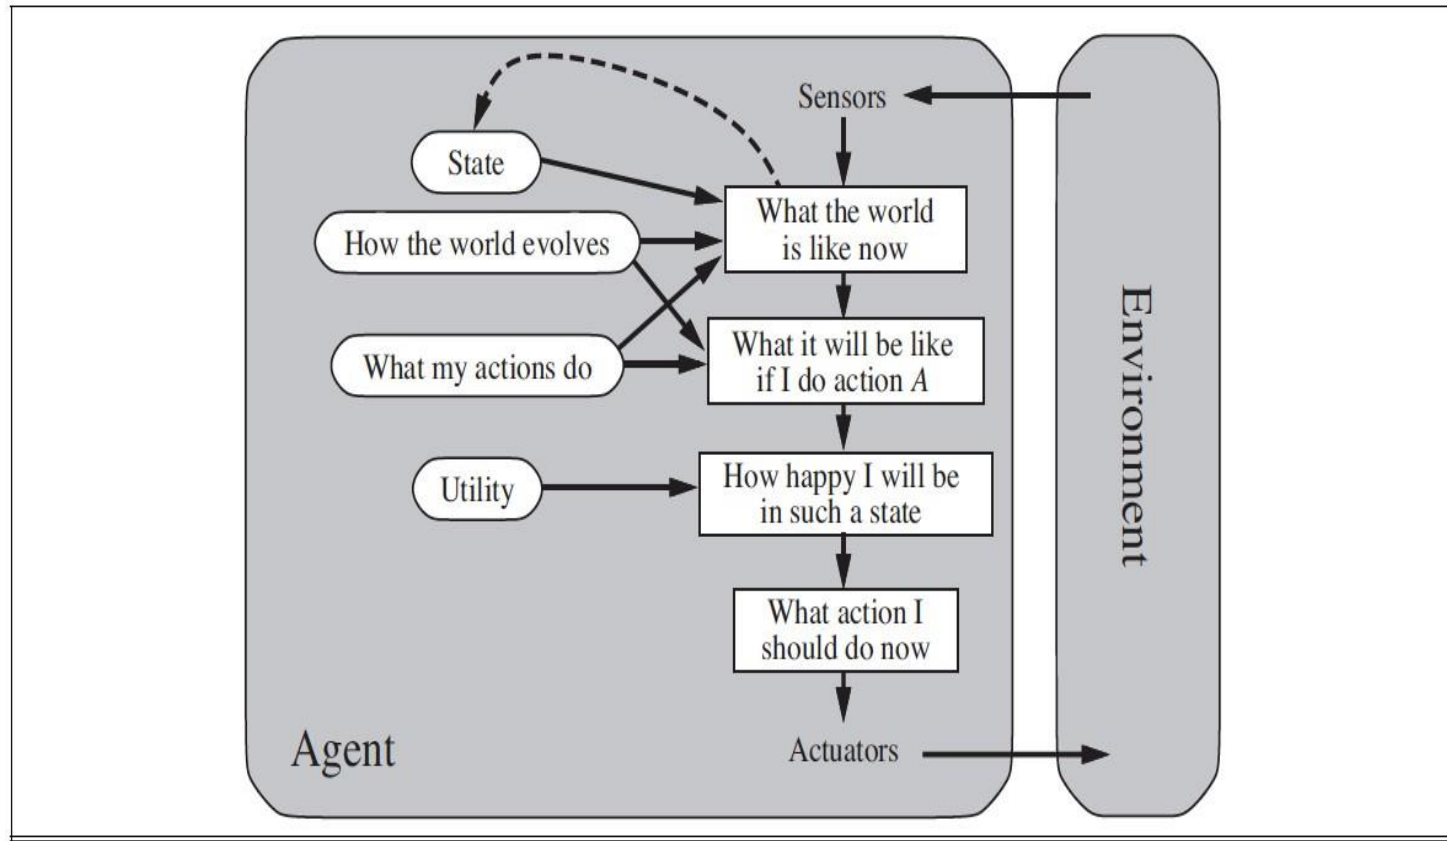 Sensors
State
What the world
is like now
How the world evolves
What it will be like
if I do action A
What my actions do
How happy I will be
in such a state
Utility
What action I
should do now
Agent
Actuators
Environment